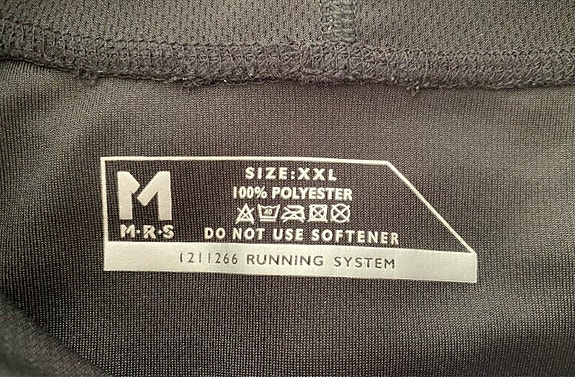 SIZE:XXL
100% POLYESTER
M
M·R·S
DO NOT USE SOFTENER
1211266 RUNNING SYSTEM